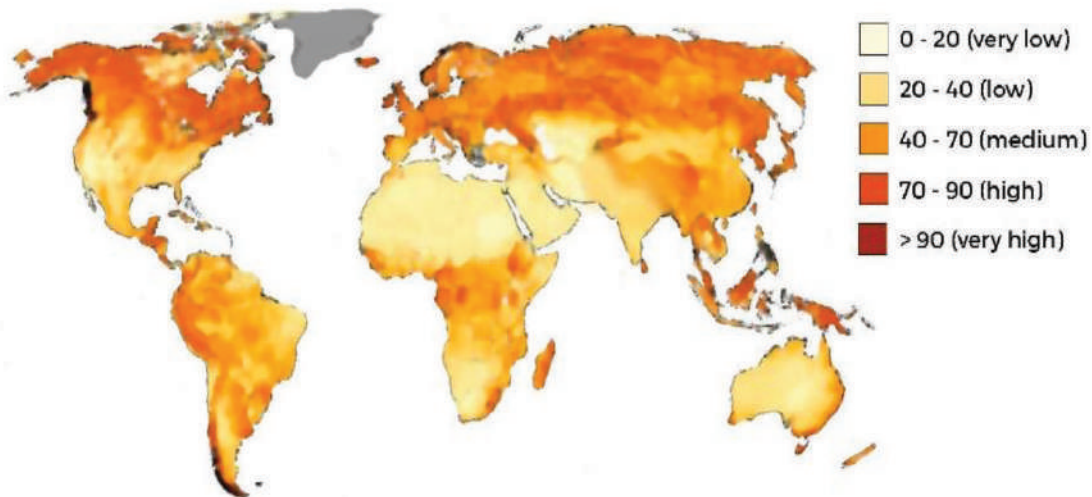 0 - 20 (very low)
20 - 40 (low)
40 - 70 (medium)
70 - 90 (high)
> 90 (very high)